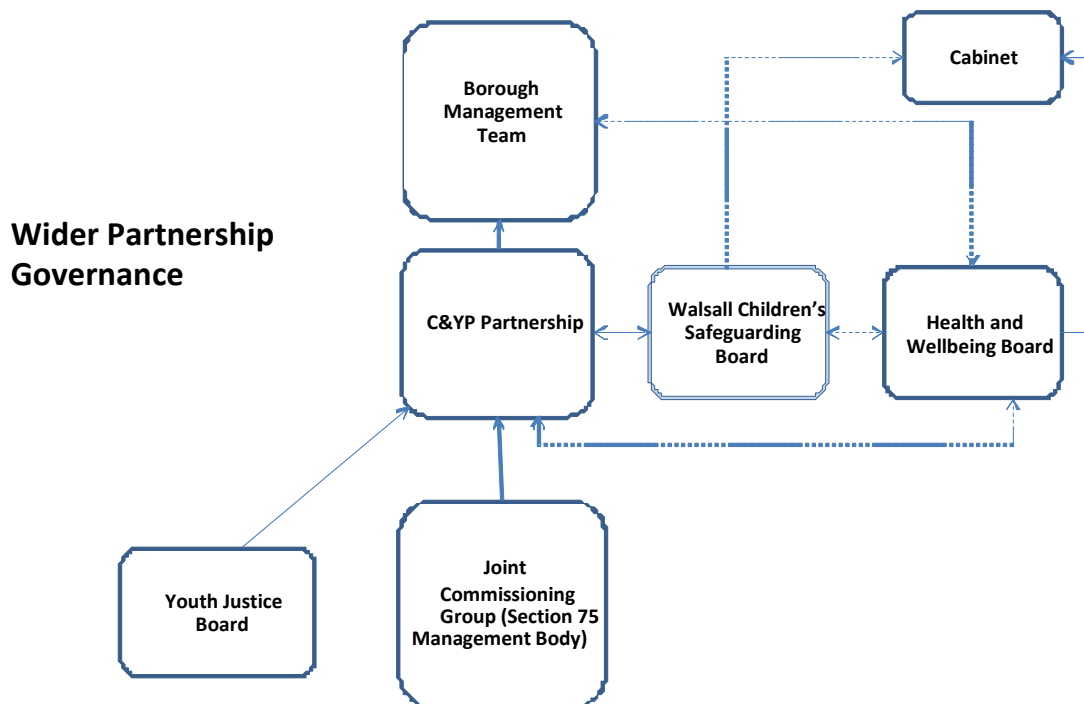 Cabinet
Borough
Management
Team
Wider Partnership
Governance
C&YP Partnership
Walsall Children’s
Safeguarding
Board
Health and
Wellbeing Board
Youth Justice
Board
Joint
Commissioning
Group (Section 75
Management Body)